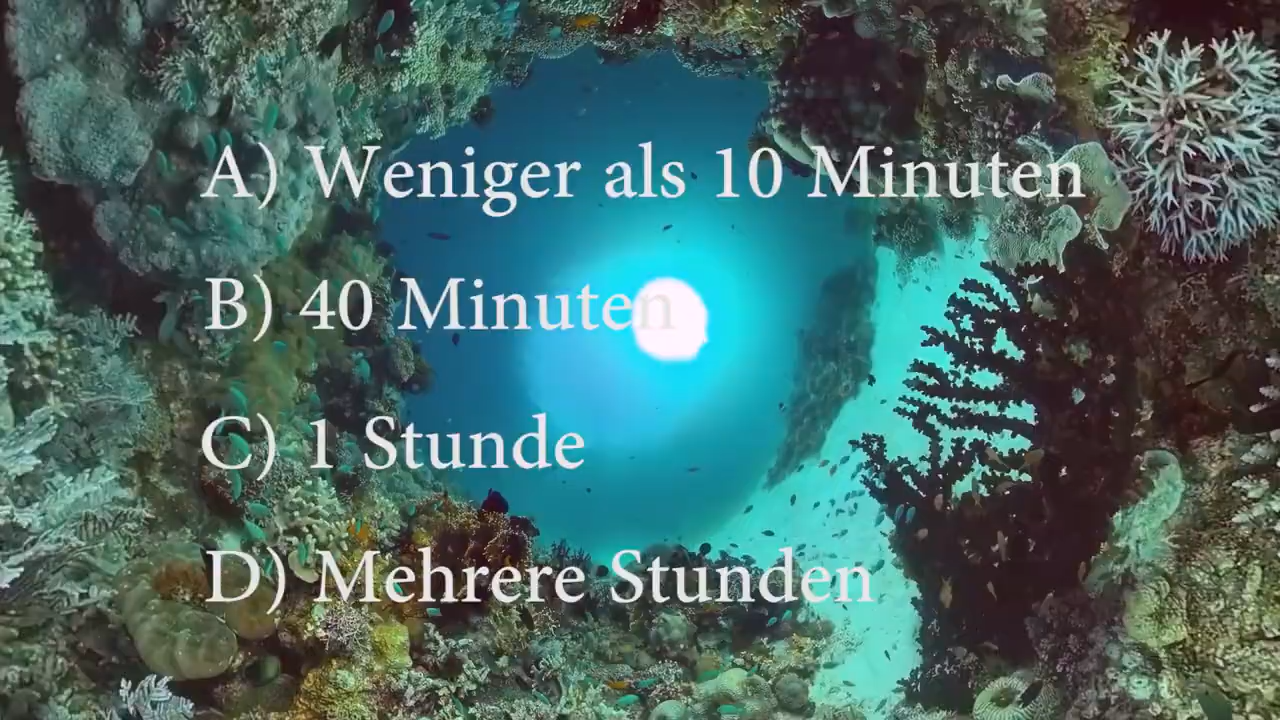 A) Weniger als 10 Minuten
B) 40 Minuten
C) 1 Stunde
D) Mehrere Stunden